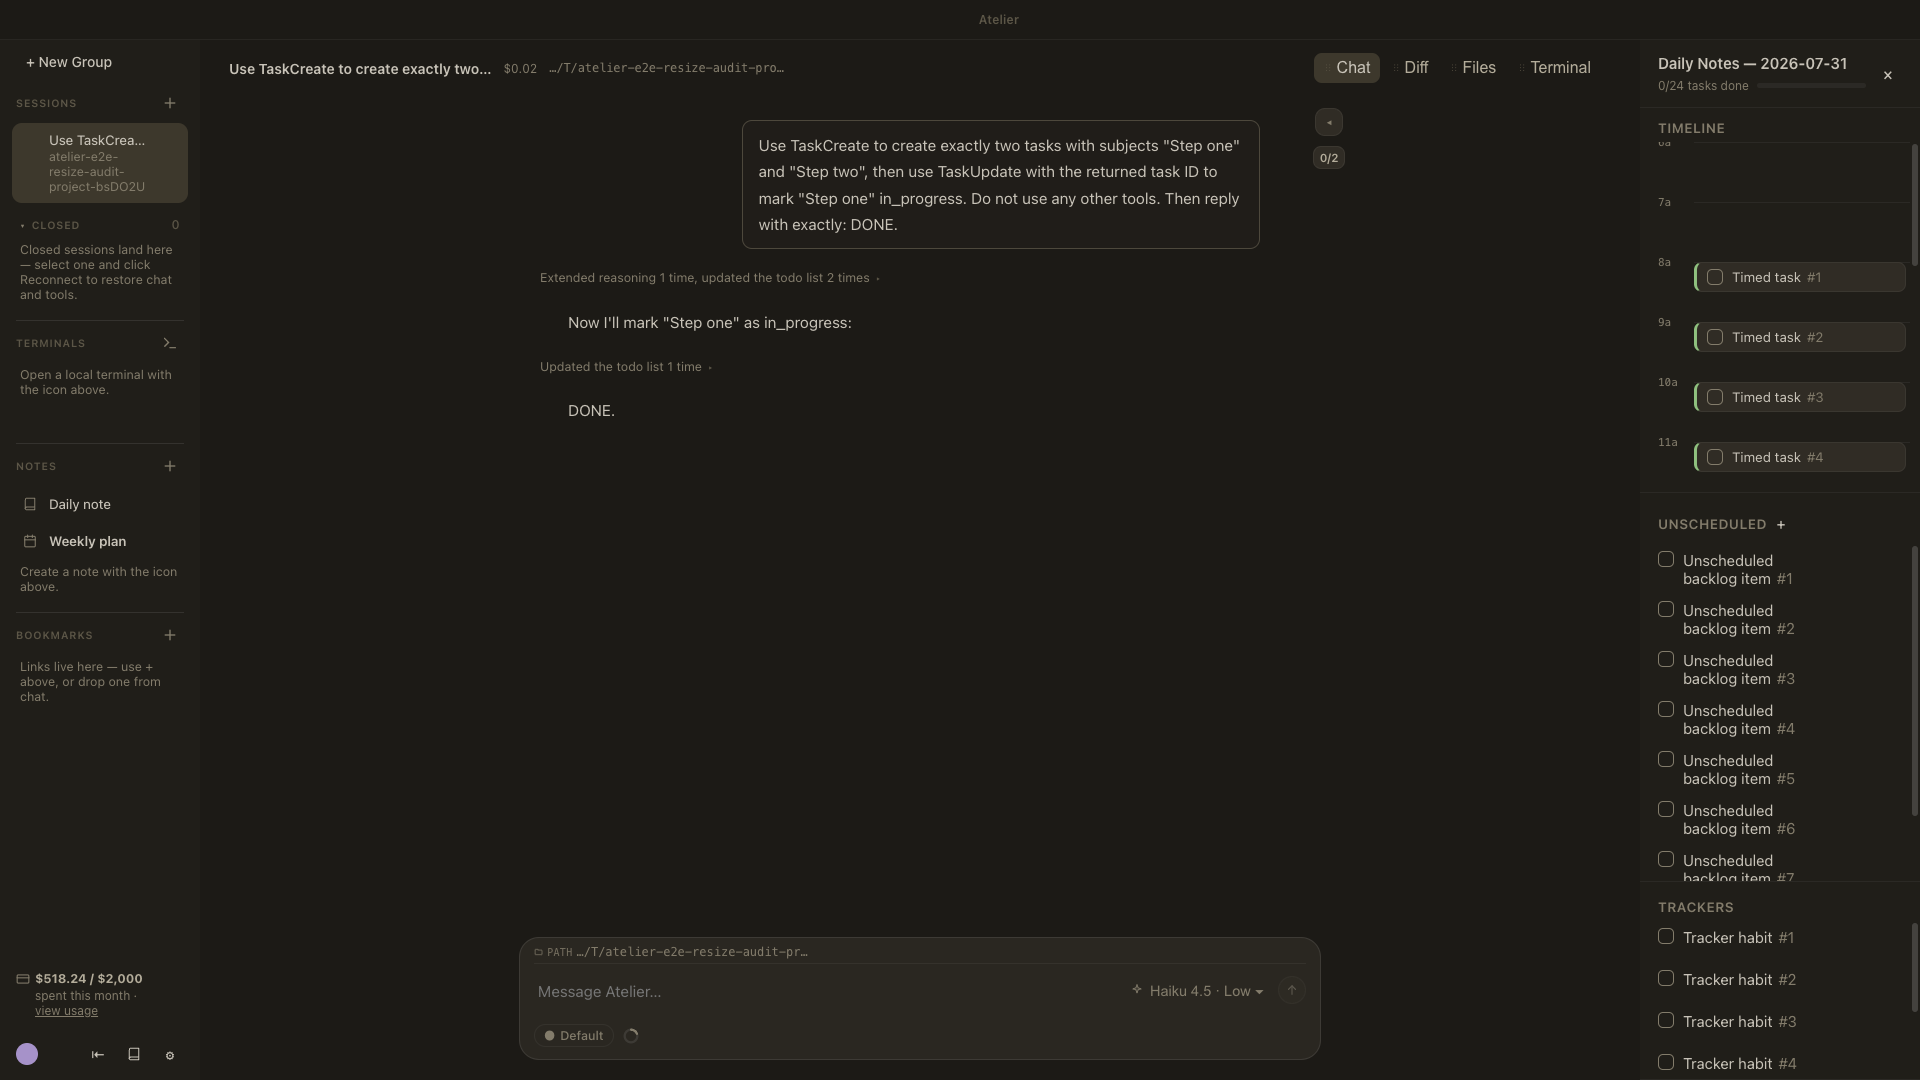 Atelier
+ New Group
SESSIONS
Use TaskCrea...
atelier-e2e-
resize-audit-
project-bsDO2U
CLOSED 0
Closed sessions land here
— select one and click
Reconnect to restore chat
and tools.
TERMINALS
Open a local terminal with
the icon above.
NOTES
Daily note
Weekly plan
Create a note with the icon
above.
BOOKMARKS
Links live here — use +
above, or drop one from
chat.
$518.24 / $2,000
spent this month ·
view usage
Use TaskCreate to create exactly two... $0.02 …/T/atelier-e2e-resize-audit-pro…
Chat Diff Files Terminal
0/2
Use TaskCreate to create exactly two tasks with subjects "Step one"
and "Step two", then use TaskUpdate with the returned task ID to
mark "Step one" in_progress. Do not use any other tools. Then reply
with exactly: DONE.
Extended reasoning 1 time, updated the todo list 2 times
Now I'll mark "Step one" as in_progress:
Updated the todo list 1 time
DONE.
PATH …/T/atelier-e2e-resize-audit-pr…
Message Atelier...
Haiku 4.5 · Low
Default
Daily Notes — 2026-07-31
0/24 tasks done
TIMELINE
6a
7a
8a
Timed task #1
9a
Timed task #2
10a
Timed task #3
11a
Timed task #4
UNSCHEDULED +
Unscheduled
backlog item #1
Unscheduled
backlog item #2
Unscheduled
backlog item #3
Unscheduled
backlog item #4
Unscheduled
backlog item #5
Unscheduled
backlog item #6
Unscheduled
backlog item #7
TRACKERS
Tracker habit #1
Tracker habit #2
Tracker habit #3
Tracker habit #4